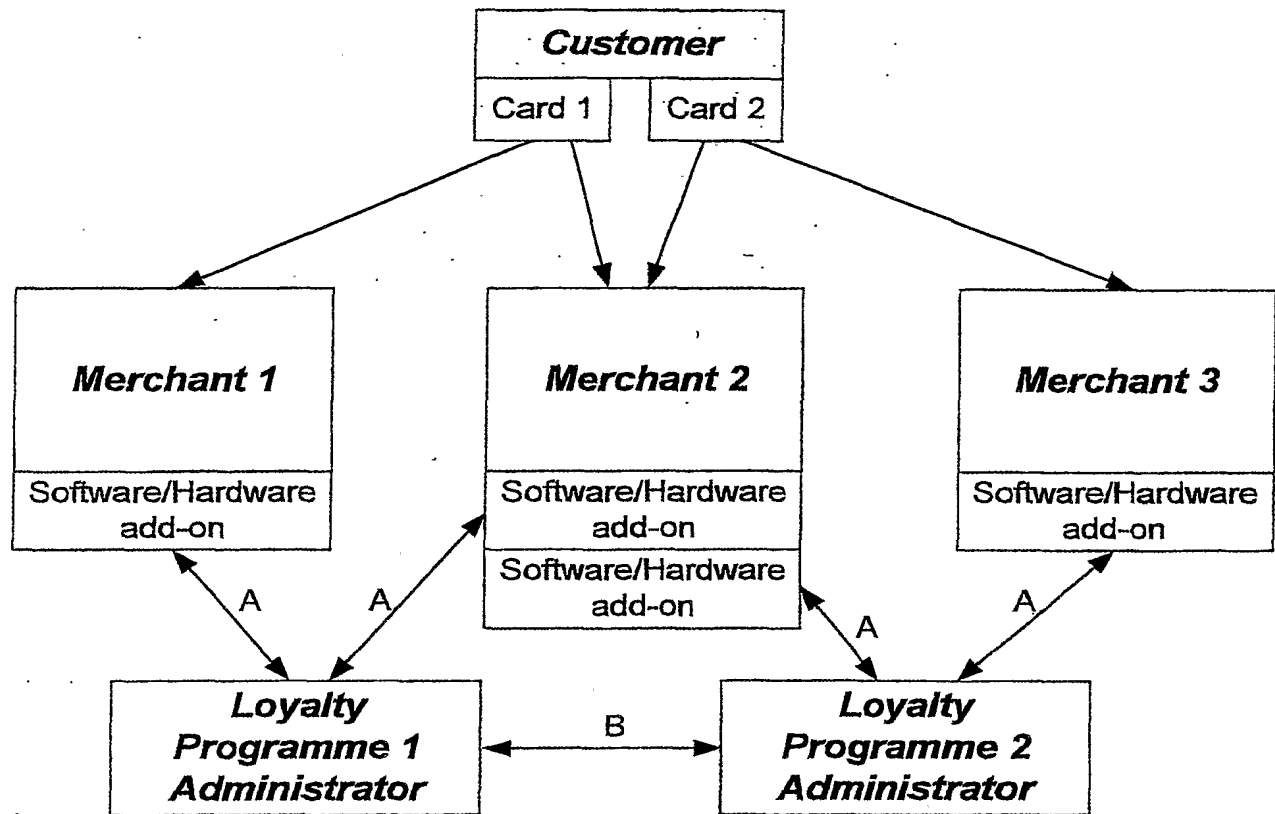 Customer
Card 1
Card 2
Merchant 1
Merchant 2
Merchant 3
Software/Hardware
add-on
Software/Hardware
add-on
Software/Hardware
add-on
Software/Hardware
add-on
A
A
A
A
Loyalty
Programme 1
Administrator
B
Loyalty
Programme 2
Administrator